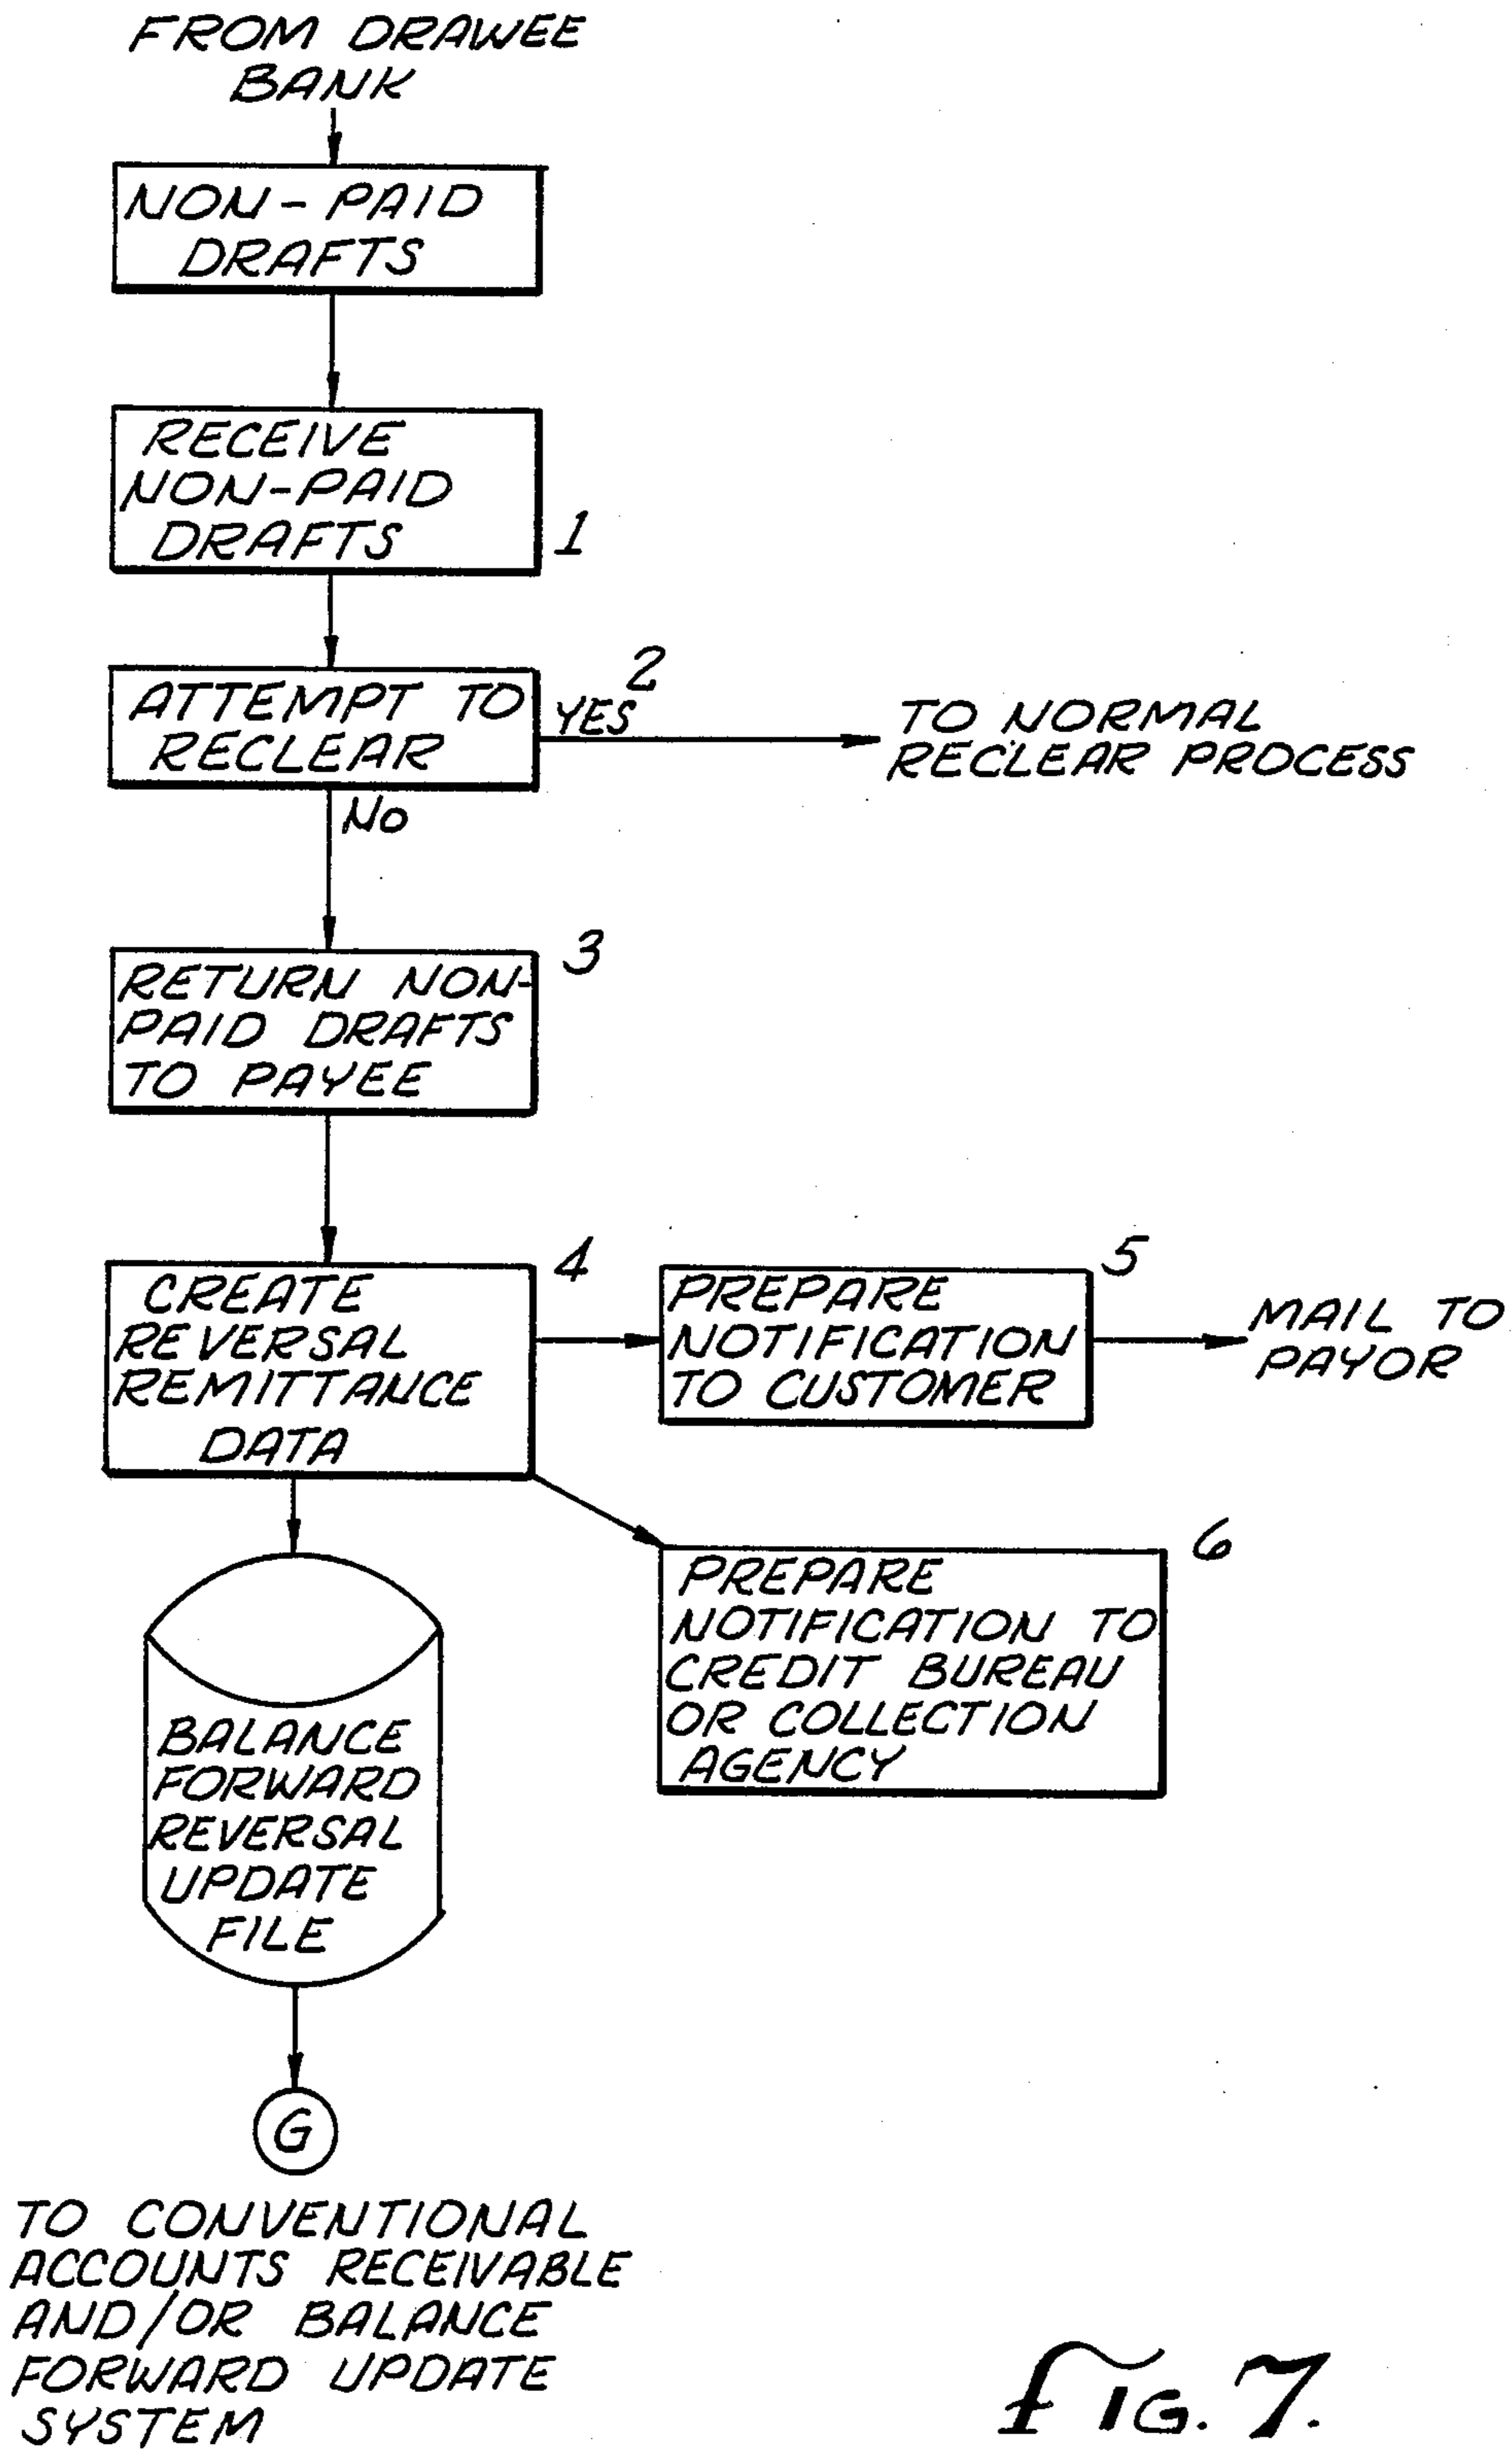 FROM DRAWEE
BANK
NON-PAID
DRAFTS
RECEIVE
NON-PAID
DRAFTS
1
2
ATTEMPT TO
RECLEAR
YES
TO NORMAL
RECLEAR PROCESS
NO
3
RETURN NON-
PAID DRAFTS
TO PAYEE
4
CREATE
REVERSAL
REMITTANCE
DATA
5
PREPARE
NOTIFICATION
TO CUSTOMER
MAIL TO
PAYOR
6
PREPARE
NOTIFICATION TO
CREDIT BUREAU
OR COLLECTION
AGENCY
BALANCE
FORWARD
REVERSAL
UPDATE
FILE
G
TO CONVENTIONAL
ACCOUNTS RECEIVABLE
AND/OR BALANCE
FORWARD UPDATE
SYSTEM
FIG. 7.